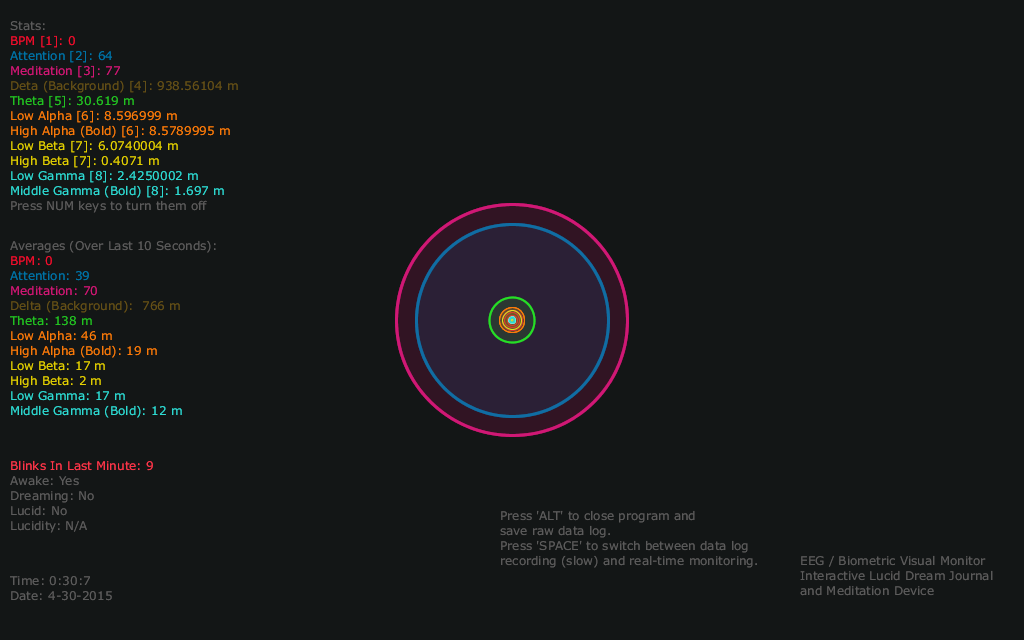 Stats:
BPM [1]: 0
Attention [2]: 64
Meditation [3]: 77
Deta (Background) [4]: 938.56104 m
Theta [5]: 30.619 m
Low Alpha [6]: 8.596999 m
High Alpha (Bold) [6]: 8.5789995 m
Low Beta [7]: 6.0740004 m
High Beta [7]: 0.4071 m
Low Gamma [8]: 2.4250002 m
Middle Gamma (Bold) [8]: 1.697 m
Press NUM keys to turn them off
Averages (Over Last 10 Seconds):
BPM: 0
Attention: 39
Meditation: 70
Delta (Background):  766 m
Theta: 138 m
Low Alpha: 46 m
High Alpha (Bold): 19 m
Low Beta: 17 m
High Beta: 2 m
Low Gamma: 17 m
Middle Gamma (Bold): 12 m
Blinks In Last Minute: 9
Awake: Yes
Dreaming: No
Lucid: No
Lucidity: N/A
Time: 0:30:7
Date: 4-30-2015
Press 'ALT' to close program and
save raw data log.
Press 'SPACE' to switch between data log
recording (slow) and real-time monitoring.
EEG / Biometric Visual Monitor
Interactive Lucid Dream Journal
and Meditation Device